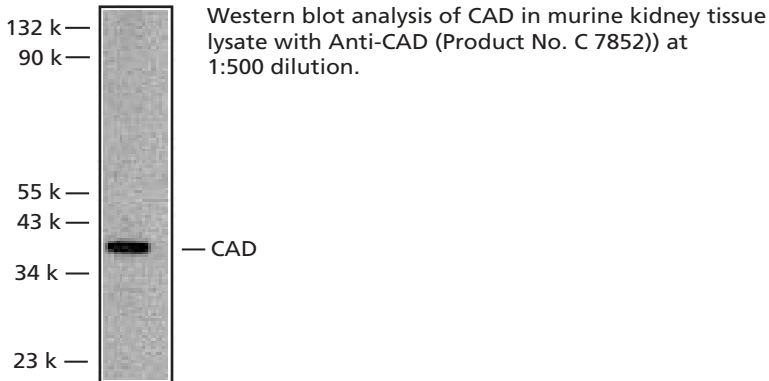 Western blot analysis of CAD in murine kidney tissue
lysate with Anti-CAD (Product No. C 7852)) at
1:500 dilution.
132 k —
90 k —
55 k —
43 k —
— CAD
34 k —
23 k —